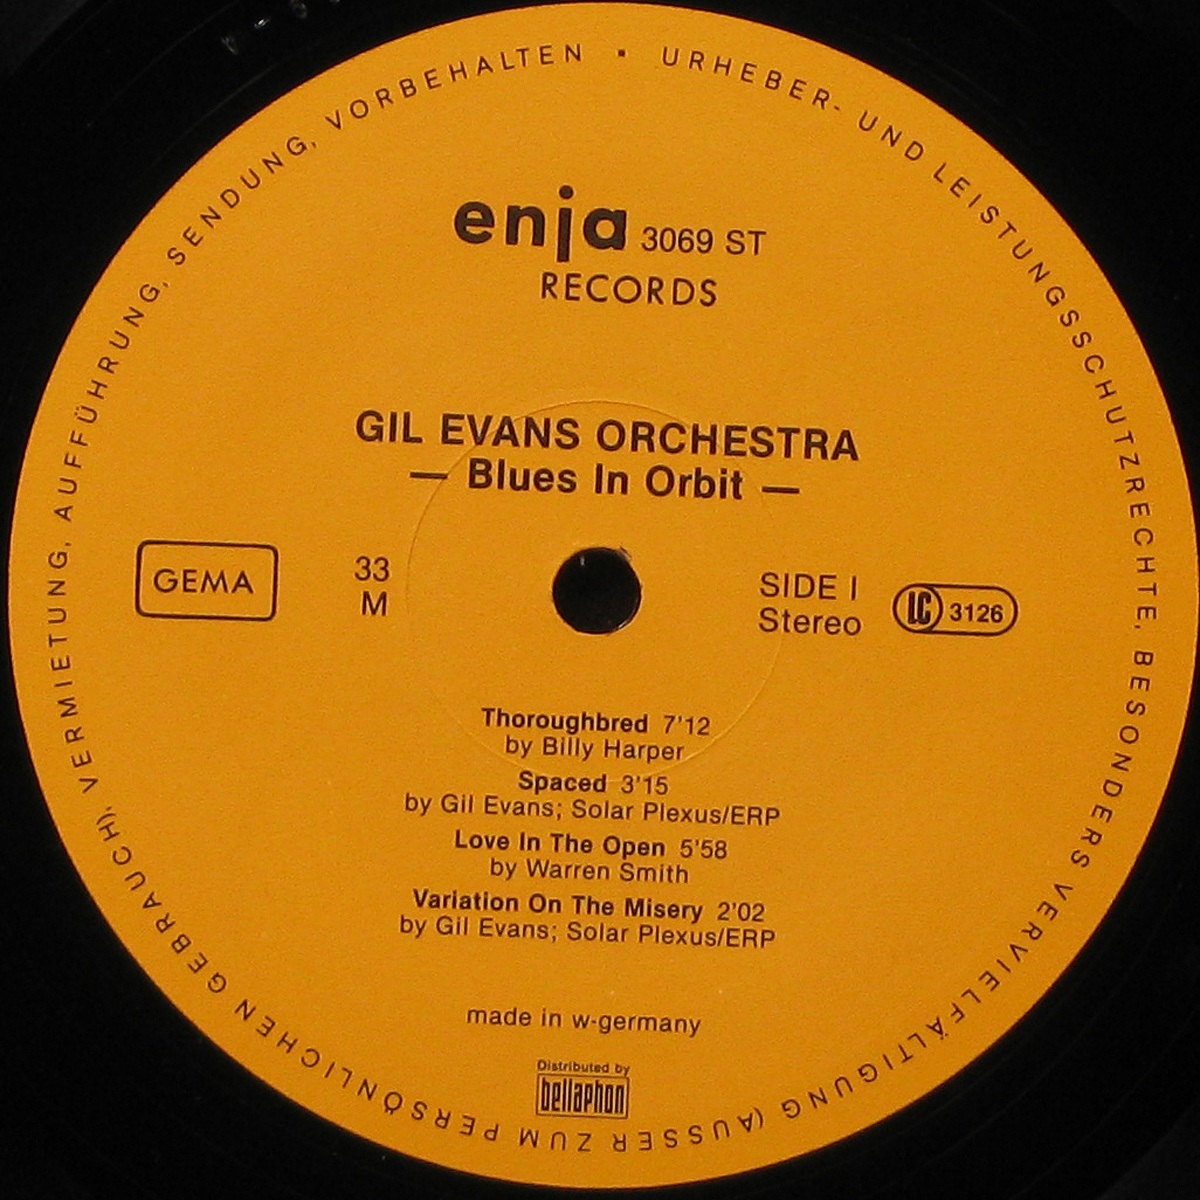 URHEBER- UND LEISTUNGSSCHUTZRECHTE, BESONDERS VERVIELFÄLTIGUNG (AUSSER ZUM PERSÖNLICHEN GEBRAUCH), VERMIETUNG, AUFFÜHRUNG, SENDUNG, VORBEHALTEN •
enja 3069 ST
RECORDS
GIL EVANS ORCHESTRA
— Blues In Orbit —
GEMA
33
M
SIDE I
Stereo
LC 3126
Thoroughbred 7'12
by Billy Harper
Spaced 3'15
by Gil Evans; Solar Plexus/ERP
Love In The Open 5'58
by Warren Smith
Variation On The Misery 2'02
by Gil Evans; Solar Plexus/ERP
made in w-germany
Distributed by
bellaphon